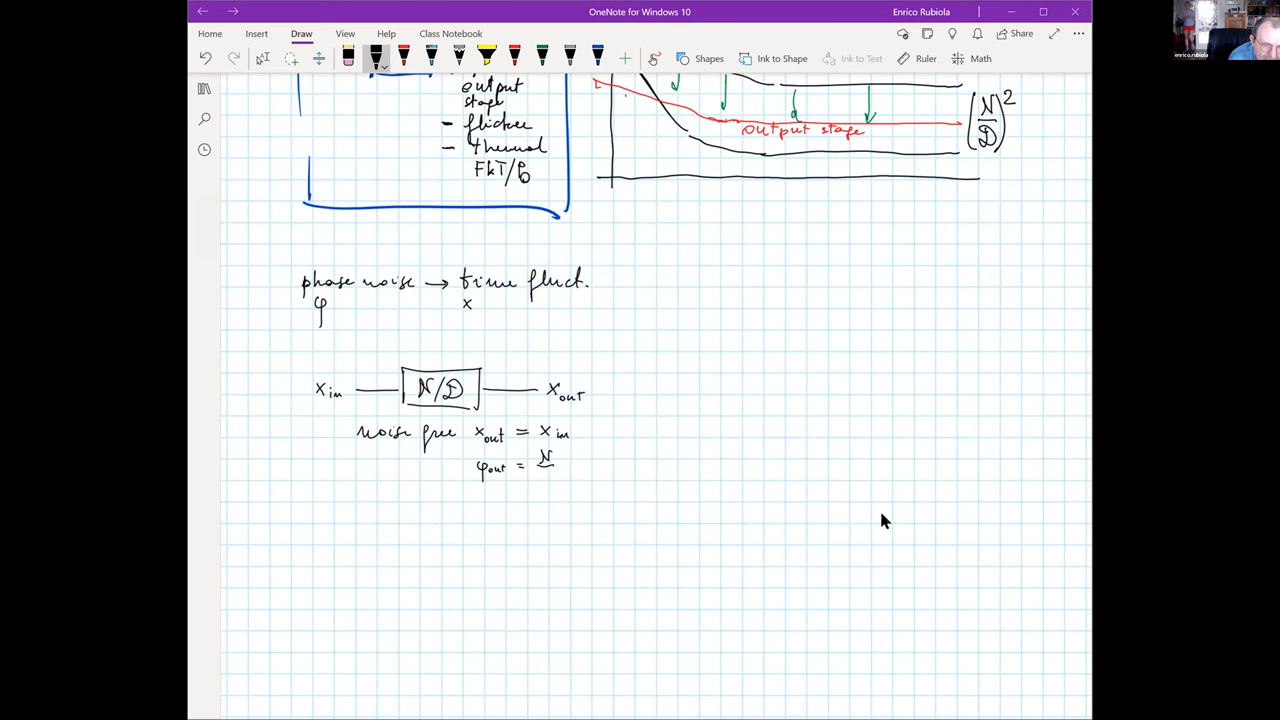 OneNote for Windows 10
Enrico Rubiola
Home Insert Draw View Help Class Notebook
Share
Shapes
Ink to Shape
Ink to Text
Ruler
Math
enrico.rubiola
output
stage
- flicker
- thermal
FkT/P0
output stage
(N/D)2
phase noise → time fluct.
φ x
xin N/D xout
noise free xout = xin
φout = N